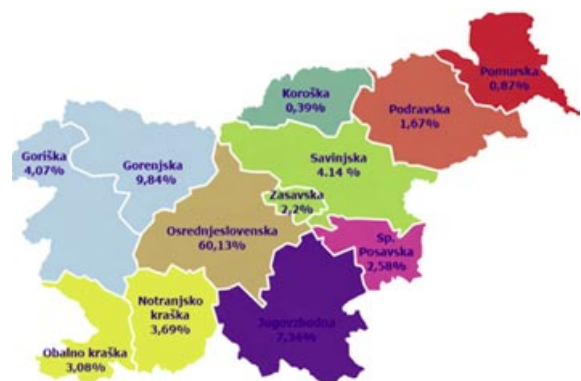 Pomurska
0,87%
Koroška
0,39%
Podravska
1,67%
Goriška
4,07%
Gorenjska
9,84%
Savinjska
4.14 %
Zasavska
2,2%
Osrednjeslovenska
60,13%
Sp.
Posavska
2,58%
Notranjsko
kraška
3,69%
Jugovzhodna
7,34%
Obalno kraška
3,08%